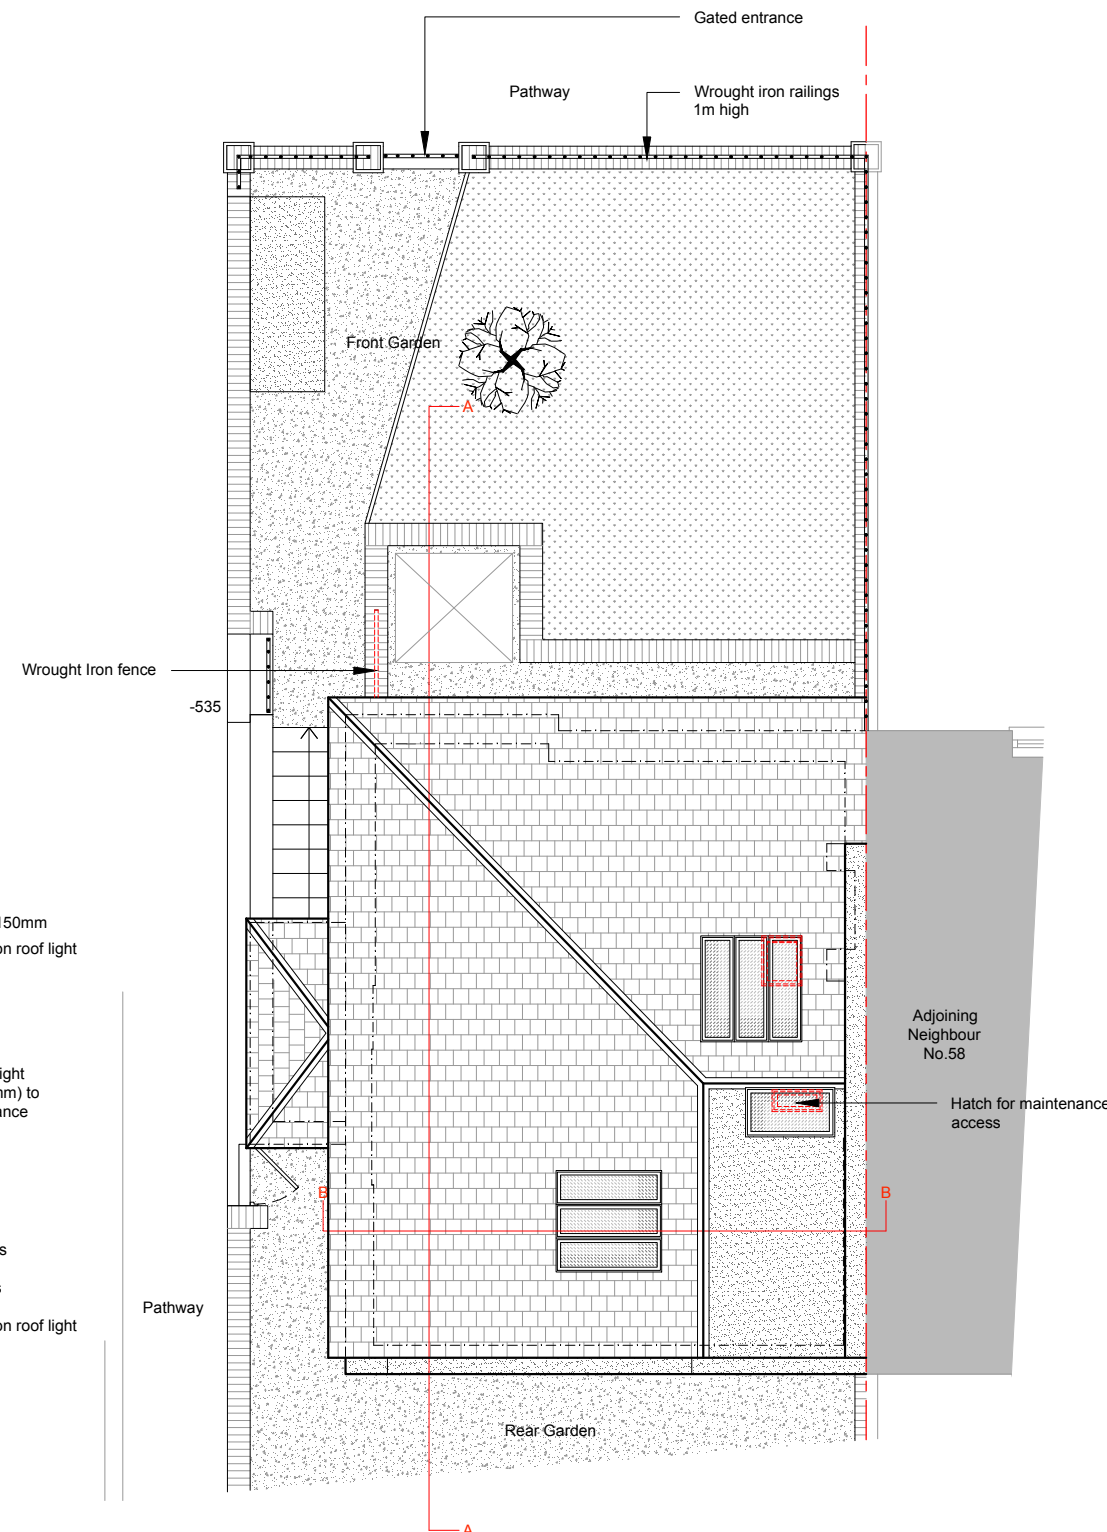 Gated entrance
Pathway
Wrought iron railings
1m high
Front Garden
A
Wrought Iron fence
-535
150mm
on roof light
Adjoining
Neighbour
No.58
ight
nm) to
ance
Hatch for maintenance
access
B
B
s
s
Pathway
on roof light
Rear Garden
A